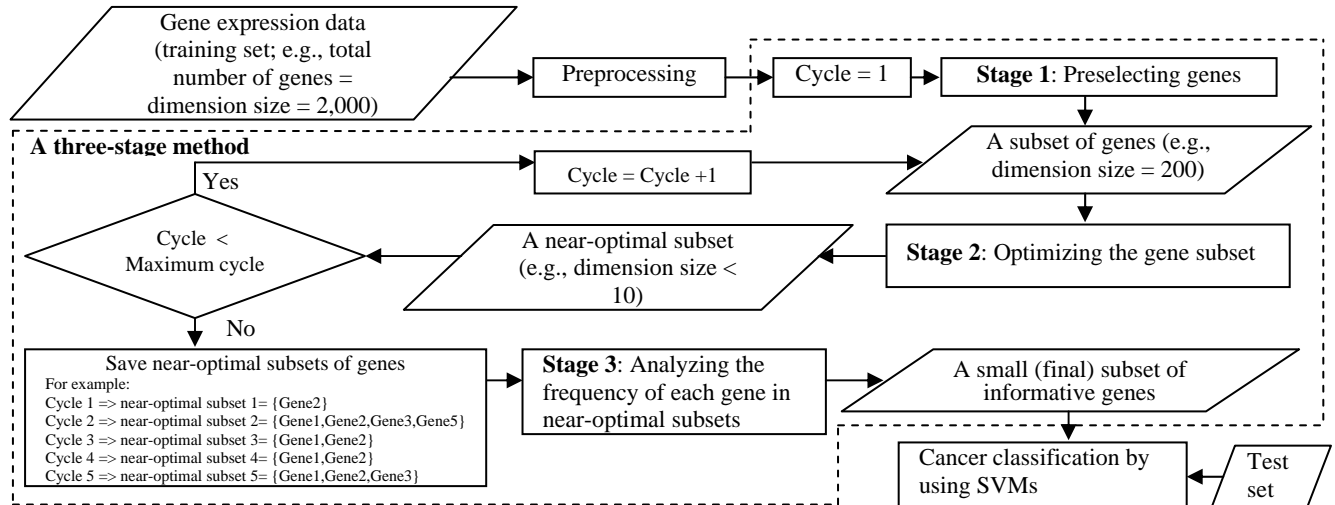 Gene expression data
(training set; e.g., total
number of genes =
dimension size = 2,000)
Preprocessing
Cycle = 1
Stage 1: Preselecting genes
A three-stage method
A subset of genes (e.g.,
dimension size = 200)
Cycle = Cycle +1
Yes
Cycle <
Maximum cycle
A near-optimal subset
(e.g., dimension size <
10)
Stage 2: Optimizing the gene subset
No
Save near-optimal subsets of genes
For example:
Cycle 1 => near-optimal subset 1= {Gene2}
Cycle 2 => near-optimal subset 2= {Gene1,Gene2,Gene3,Gene5}
Cycle 3 => near-optimal subset 3= {Gene1,Gene2}
Cycle 4 => near-optimal subset 4= {Gene1,Gene2}
Cycle 5 => near-optimal subset 5= {Gene1,Gene2,Gene3}
Stage 3: Analyzing the
frequency of each gene in
near-optimal subsets
A small (final) subset of
informative genes
Cancer classification by
using SVMs
Test
set